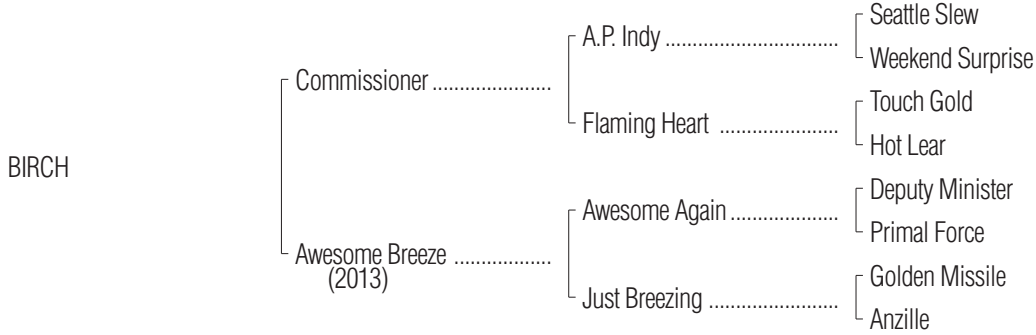 Seattle Slew
A.P. Indy ................................
Weekend Surprise
Commissioner ......................
Touch Gold
Flaming Heart ......................
Hot Lear
BIRCH
Deputy Minister
Awesome Again ....................
Primal Force
Awesome Breeze ..................
(2013)
Golden Missile
Just Breezing ........................
Anzille